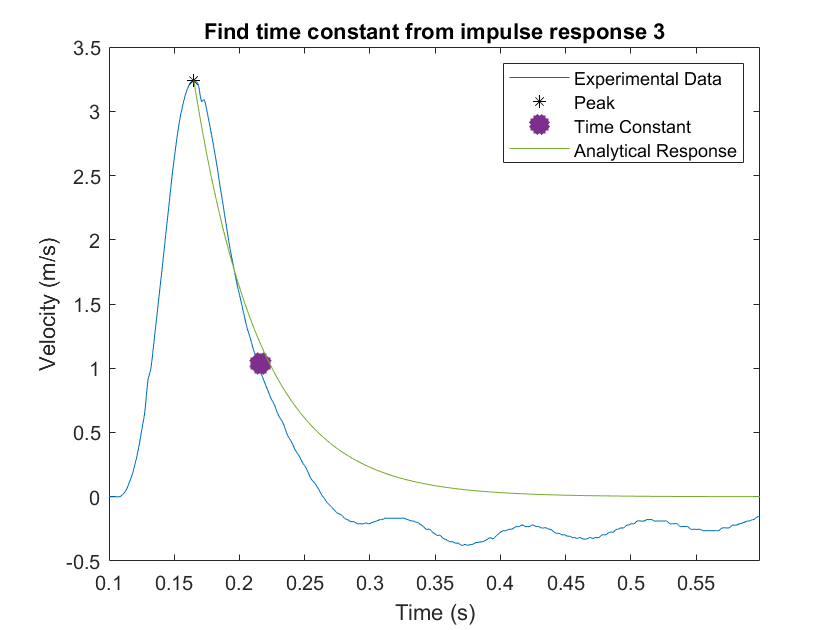 Find time constant from impulse response 3
3.5
3
2.5
2
1.5
1
0.5
0
-0.5
Velocity (m/s)
Experimental Data
Peak
Time Constant
Analytical Response
0.1 0.15 0.2 0.25 0.3 0.35 0.4 0.45 0.5 0.55
Time (s)